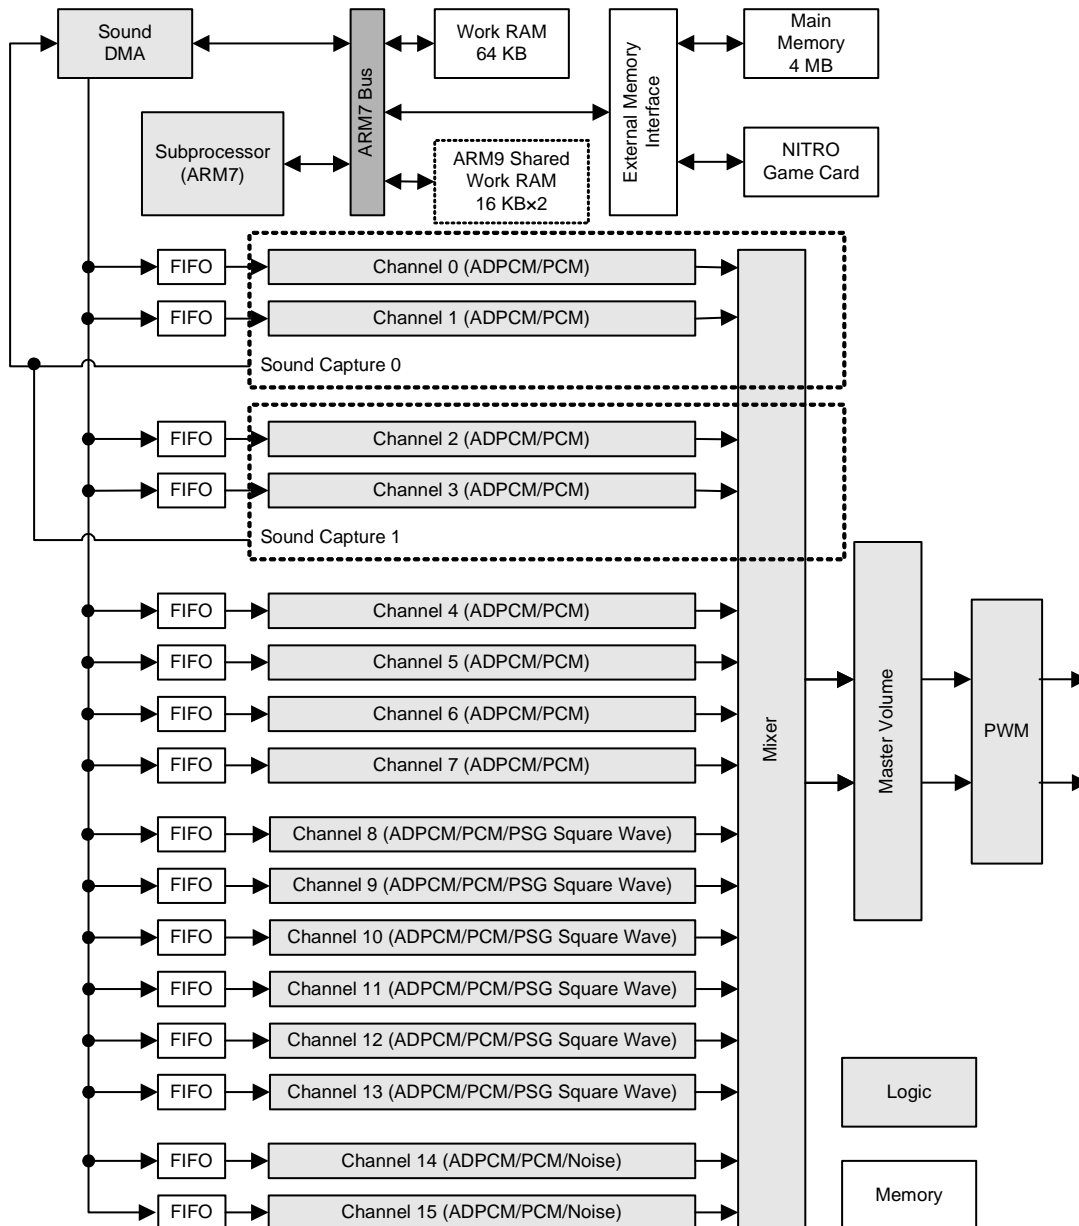 Sound
DMA
Work RAM
64 KB
Main
Memory
4 MB
ARM7 Bus
External Memory
Interface
Subprocessor
(ARM7)
ARM9 Shared
Work RAM
16 KB×2
NITRO
Game Card
FIFO
Channel 0 (ADPCM/PCM)
FIFO
Channel 1 (ADPCM/PCM)
Sound Capture 0
FIFO
Channel 2 (ADPCM/PCM)
FIFO
Channel 3 (ADPCM/PCM)
Sound Capture 1
FIFO
Channel 4 (ADPCM/PCM)
FIFO
Channel 5 (ADPCM/PCM)
FIFO
Channel 6 (ADPCM/PCM)
FIFO
Channel 7 (ADPCM/PCM)
Mixer
Master Volume
PWM
FIFO
Channel 8 (ADPCM/PCM/PSG Square Wave)
FIFO
Channel 9 (ADPCM/PCM/PSG Square Wave)
FIFO
Channel 10 (ADPCM/PCM/PSG Square Wave)
FIFO
Channel 11 (ADPCM/PCM/PSG Square Wave)
FIFO
Channel 12 (ADPCM/PCM/PSG Square Wave)
FIFO
Channel 13 (ADPCM/PCM/PSG Square Wave)
Logic
FIFO
Channel 14 (ADPCM/PCM/Noise)
FIFO
Channel 15 (ADPCM/PCM/Noise)
Memory